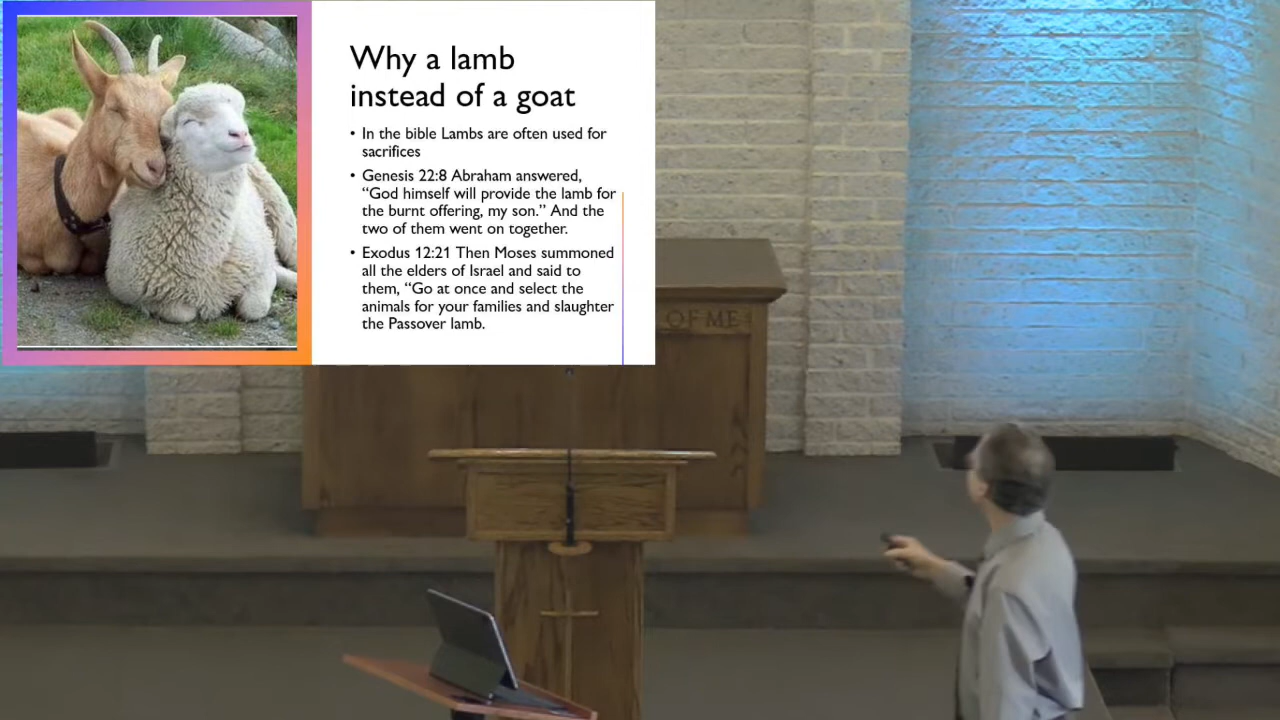 Why a lamb
instead of a goat
• In the bible Lambs are often used for
sacrifices
• Genesis 22:8 Abraham answered,
“God himself will provide the lamb for
the burnt offering, my son.” And the
two of them went on together.
• Exodus 12:21 Then Moses summoned
all the elders of Israel and said to
them, “Go at once and select the
animals for your families and slaughter
the Passover lamb.
OF ME